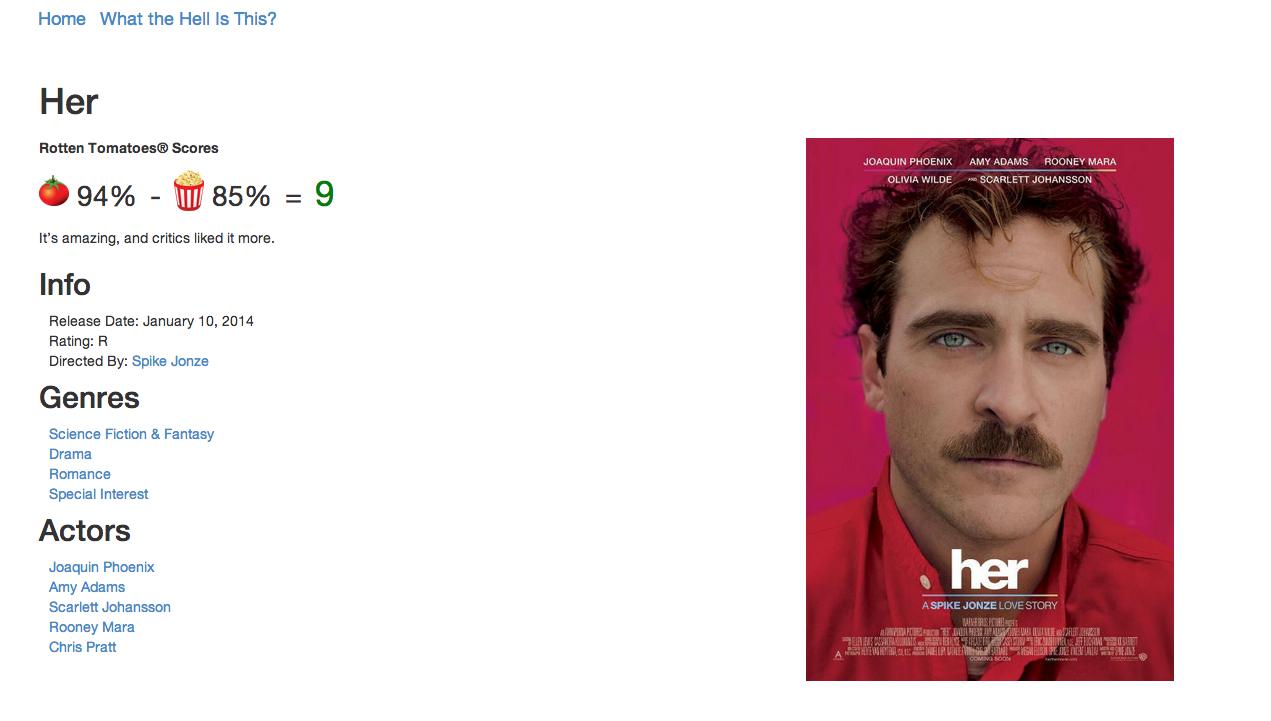 Home What the Hell Is This?
Her
Rotten Tomatoes® Scores
94% - 85% = 9
It's amazing, and critics liked it more.
Info
Release Date: January 10, 2014
Rating: R
Directed By: Spike Jonze
Genres
Science Fiction & Fantasy
Drama
Romance
Special Interest
Actors
Joaquin Phoenix
Amy Adams
Scarlett Johansson
Rooney Mara
Chris Pratt
JOAQUIN PHOENIX AMY ADAMS ROONEY MARA
OLIVIA WILDE AND SCARLETT JOHANSSON
her
A SPIKE JONZE LOVE STORY
COMING SOON